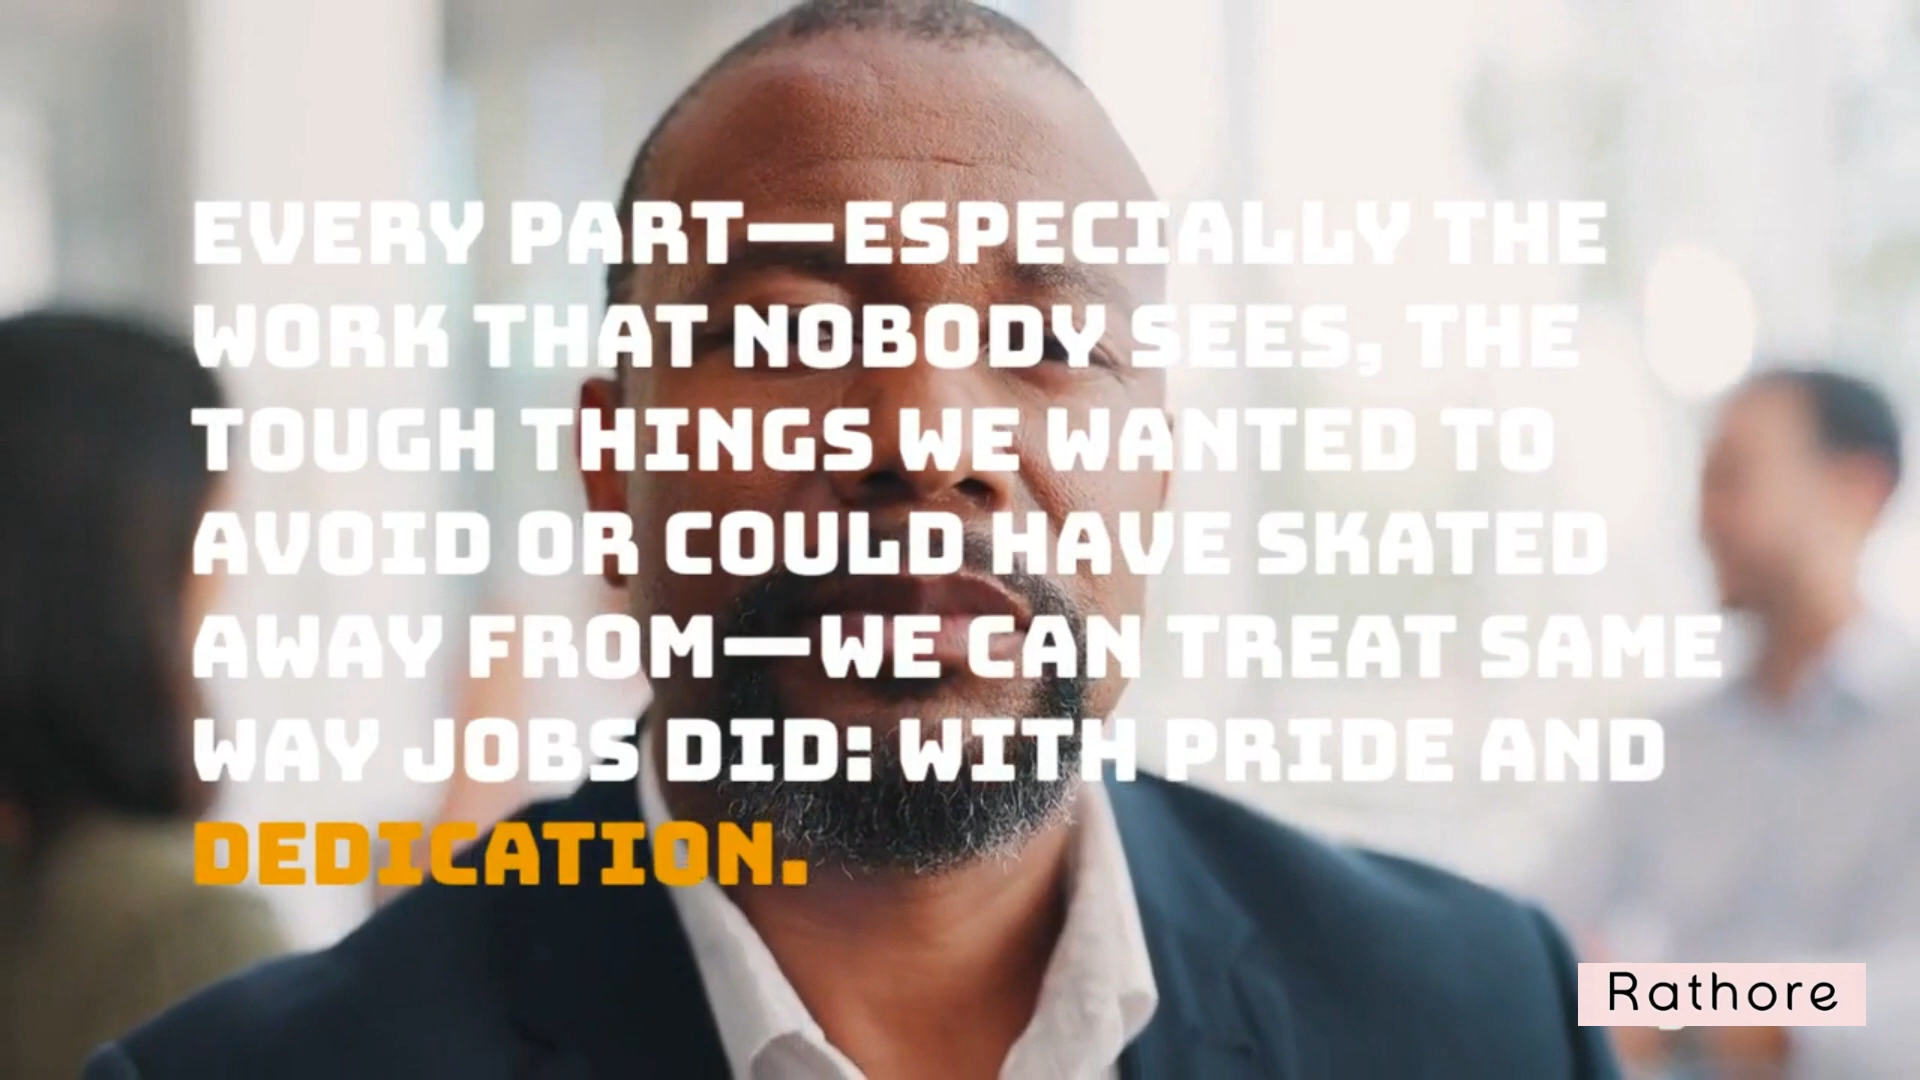 EVERY PART—ESPECIALLY THE
WORK THAT NOBODY SEES, THE
TOUGH THINGS WE WANTED TO
AVOID OR COULD HAVE SKATED
AWAY FROM—WE CAN TREAT SAME
WAY JOBS DID: WITH PRIDE AND
DEDICATION.
Rathore